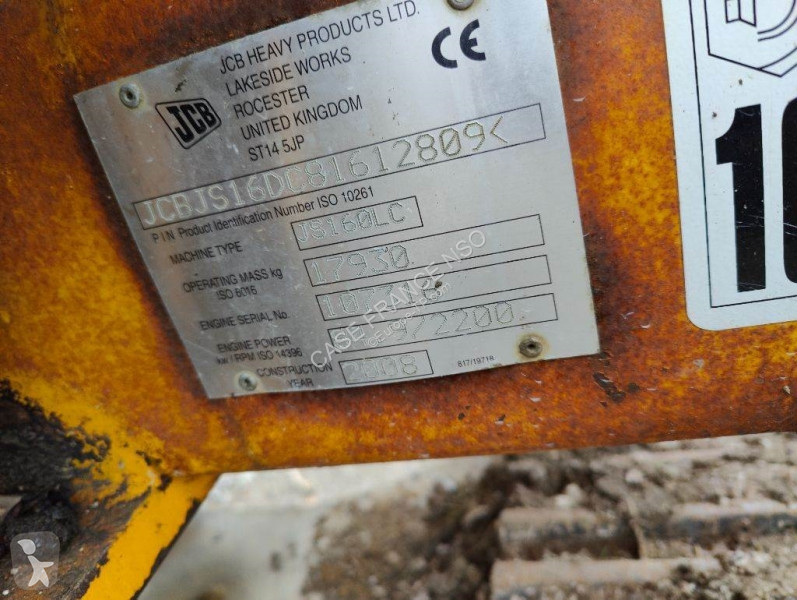 JCB HEAVY PRODUCTS LTD.
LAKESIDE WORKS
ROCESTER
UNITED KINGDOM
ST14 5JP
CE
JCB
JCBJS16DC81612809<
P I N Product Identification Number ISO 10261
MACHINE TYPE
JS160LC
OPERATING MASS kg
ISO 6016
17930
ENGINE SERIAL No.
ENGINE POWER
kw / RPM ISO 14396
/2200
CONSTRUCTION
YEAR
2008
817/19718
CASE FRANCE NSO